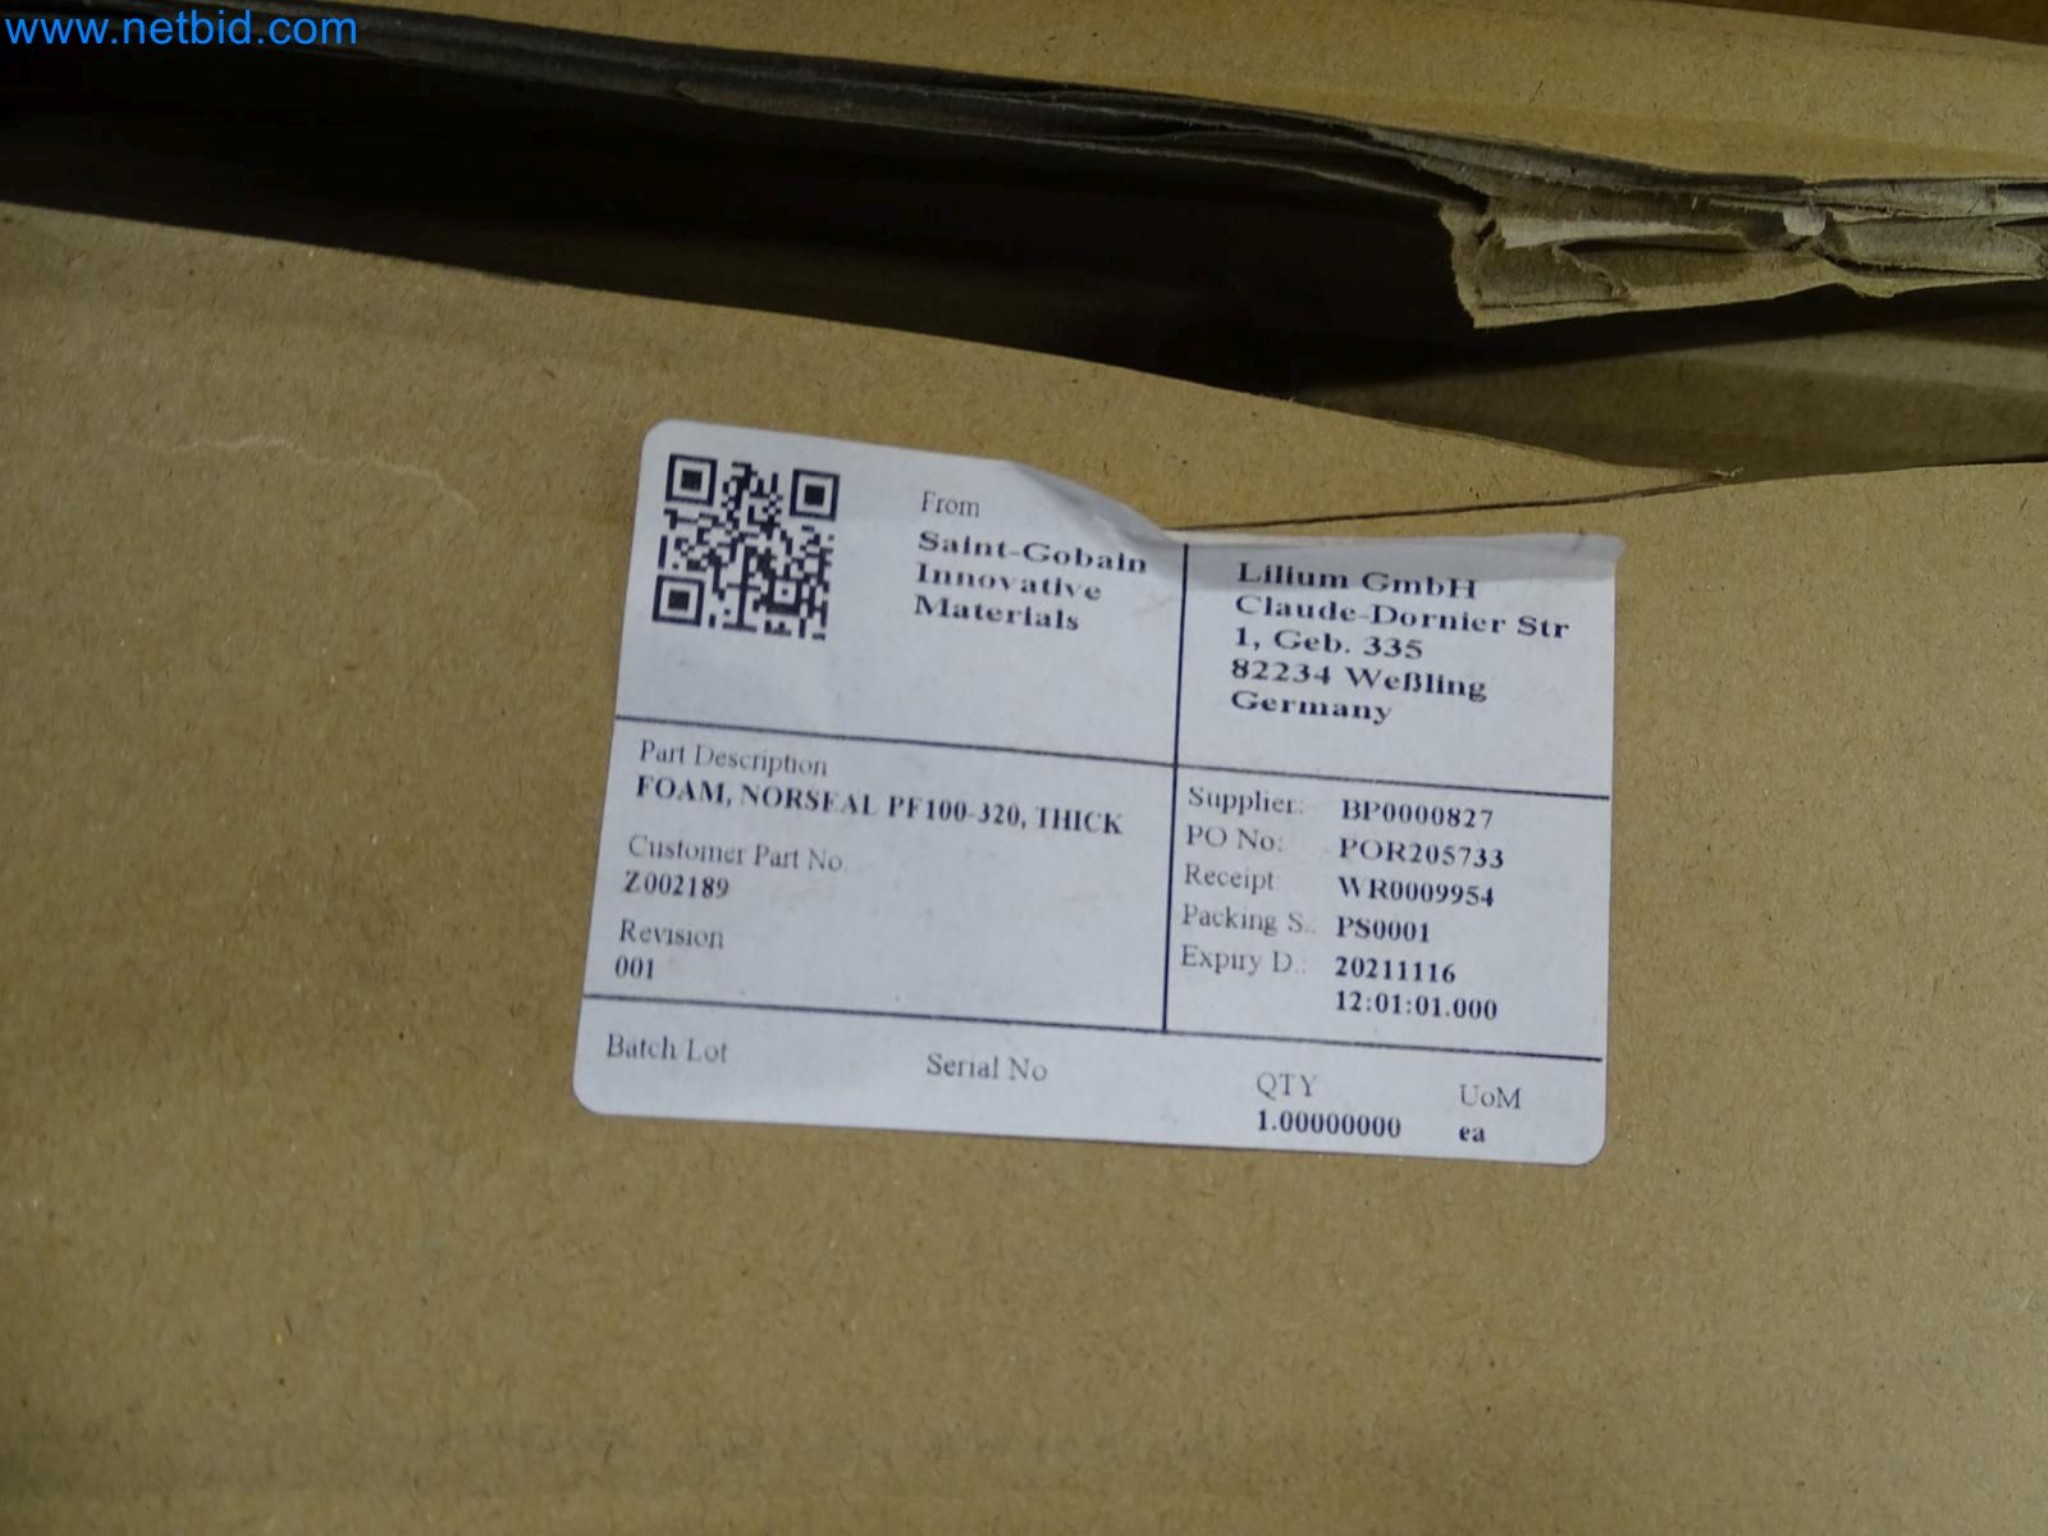 www.netbid.com
From
Saint-Gobain
Innovative
Materials
Lilium GmbH
Claude-Dornier Str
1, Geb. 335
82234 Weßling
Germany
Part Description
FOAM, NORSEAL PF100-320, THICK
Customer Part No.
Z002189
Revision
001
Supplier: BP0000827
PO No: POR205733
Receipt: WR0009954
Packing S.. PS0001
Expiry D.: 20211116
12:01:01.000
Batch Lot
Serial No
QTY
1.00000000
UoM
ea